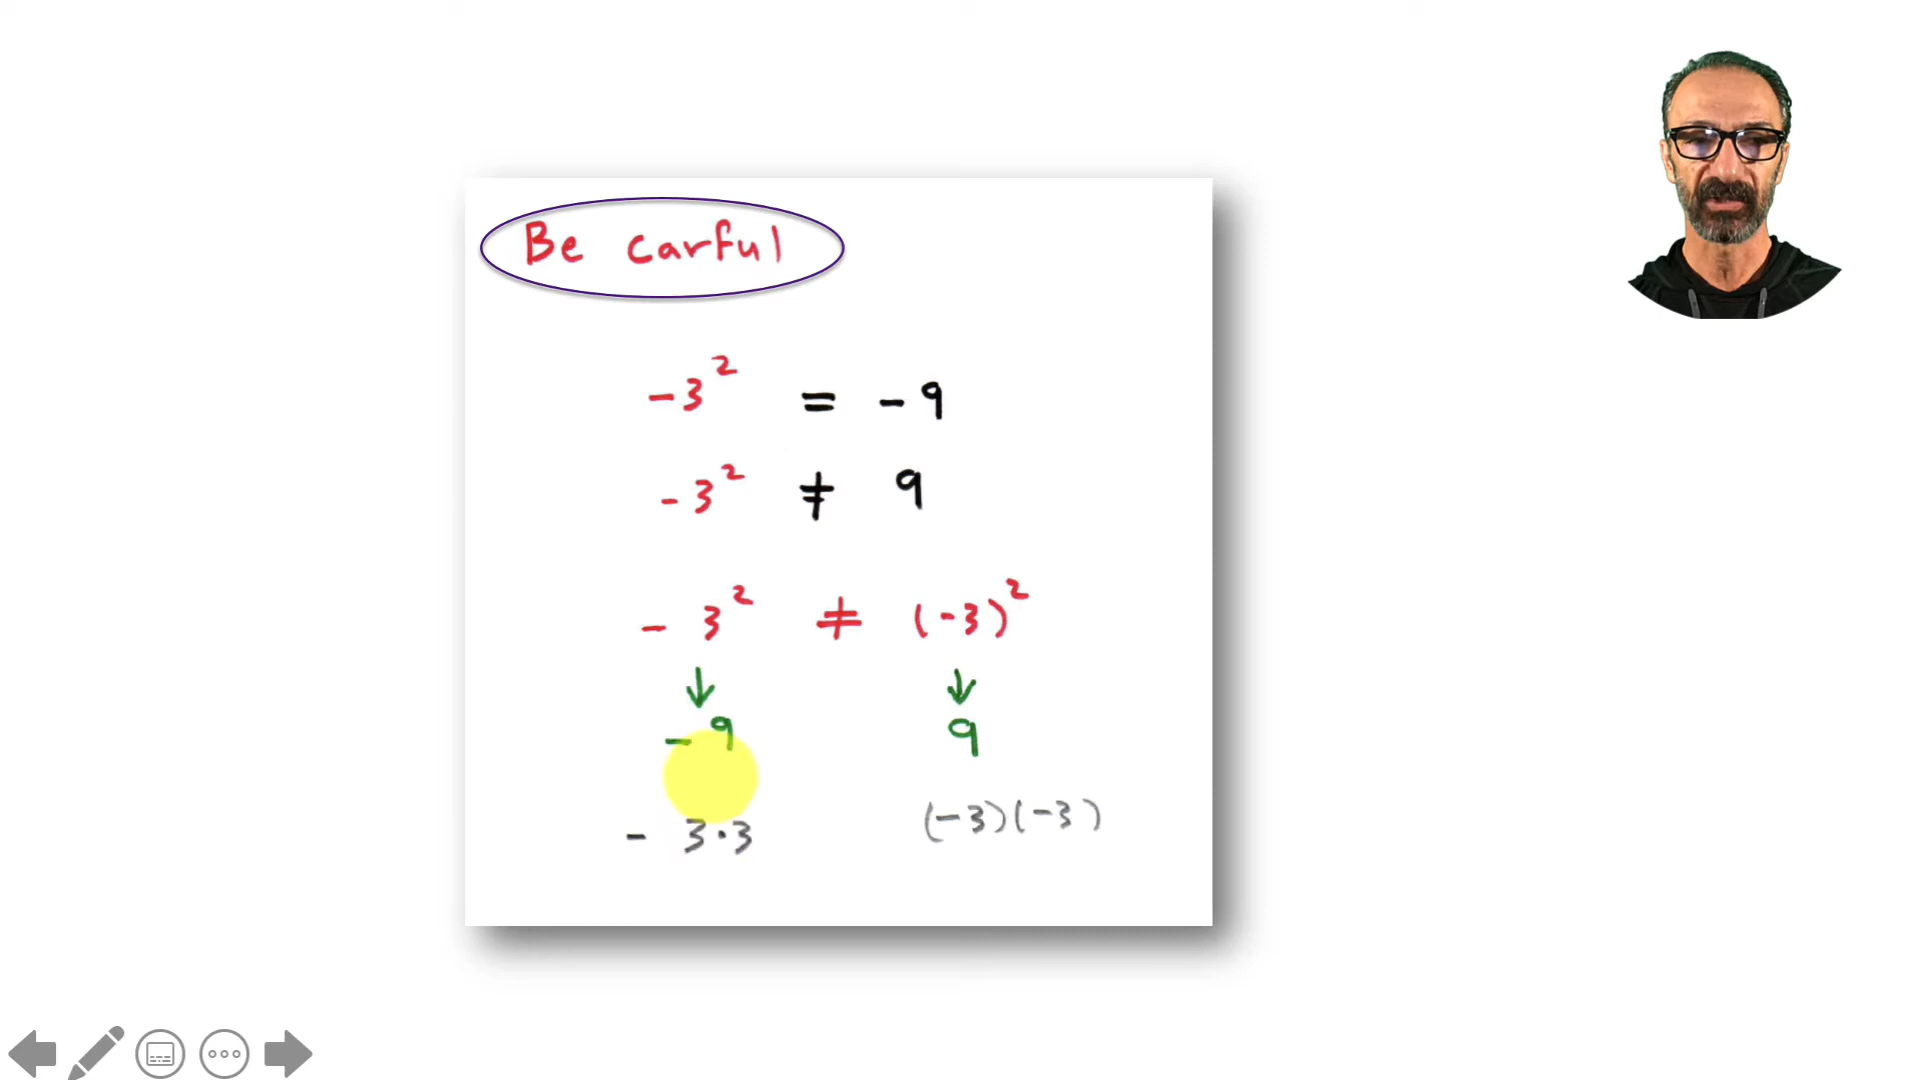 Be carful
-3² = -9
-3² ≠ 9
- 3² ≠ (-3)²
↓ ↓
-9 9
- 3·3 (-3)(-3)